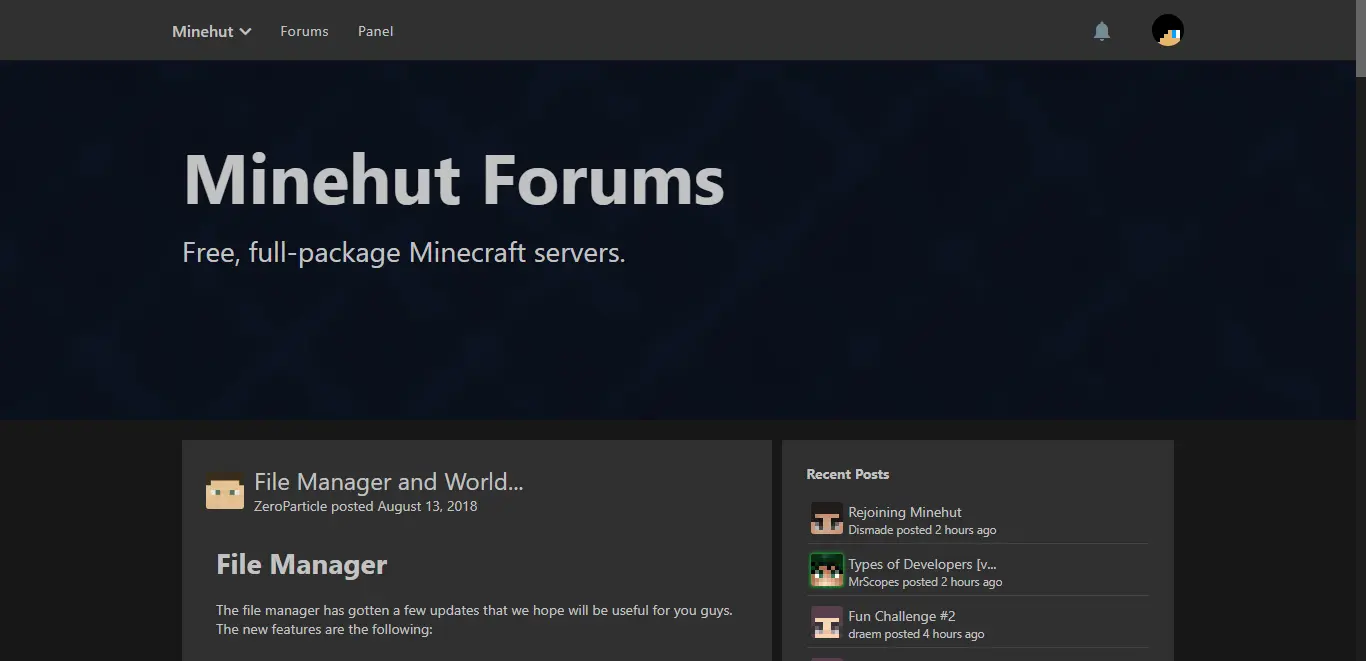 Minehut
Forums
Panel
Minehut Forums
Free, full-package Minecraft servers.
File Manager and World...
ZeroParticle posted August 13, 2018
File Manager
The file manager has gotten a few updates that we hope will be useful for you guys.
The new features are the following:
Recent Posts
Rejoining Minehut
Dismade posted 2 hours ago
Types of Developers [v...
MrScopes posted 2 hours ago
Fun Challenge #2
draem posted 4 hours ago